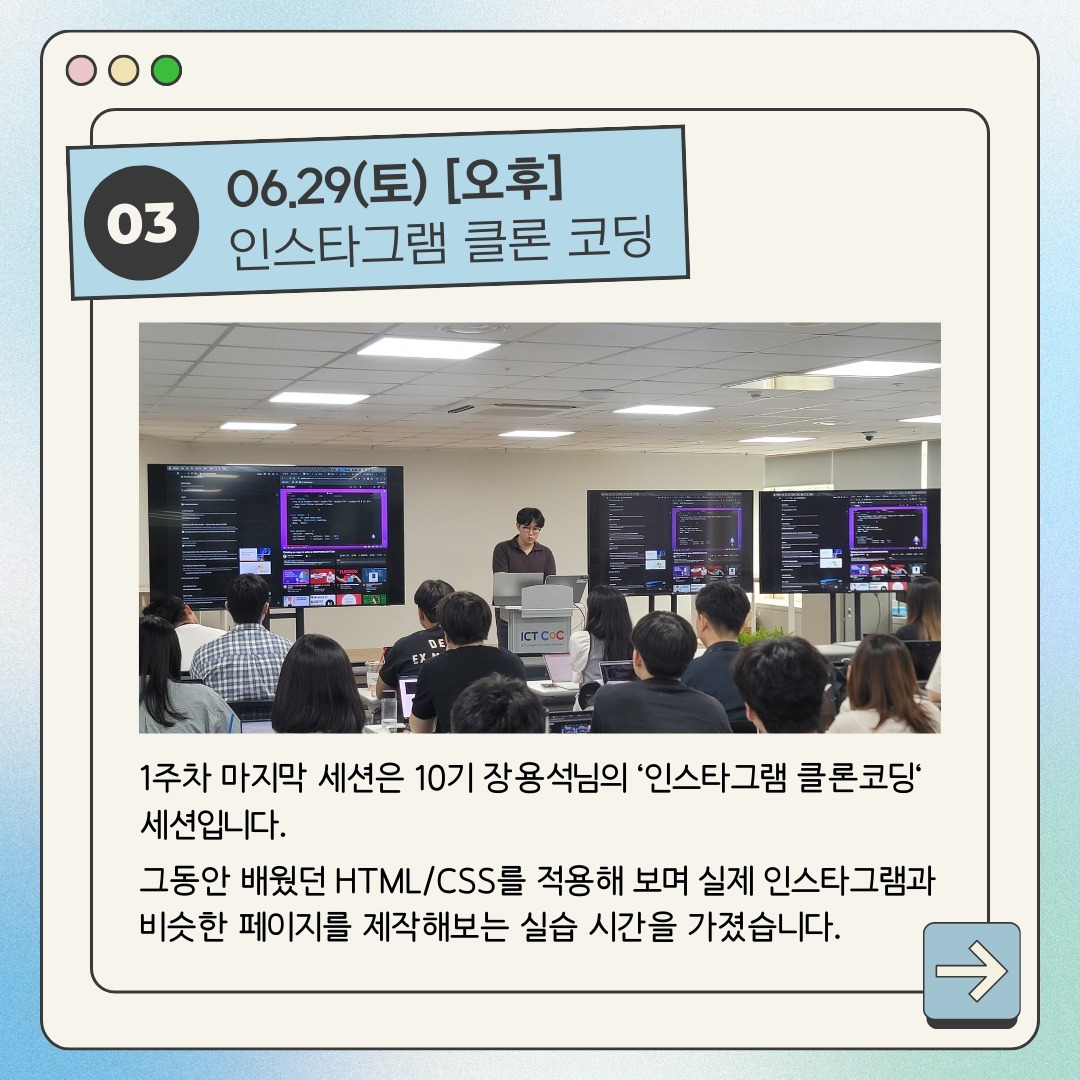 03
06.29(토) [오후]
인스타그램 클론 코딩
ICT CoC
DE
EX
1주차 마지막 세션은 10기 장용석님의 ‘인스타그램 클론코딩‘
세션입니다.
그동안 배웠던 HTML/CSS를 적용해 보며 실제 인스타그램과
비슷한 페이지를 제작해보는 실습 시간을 가졌습니다.